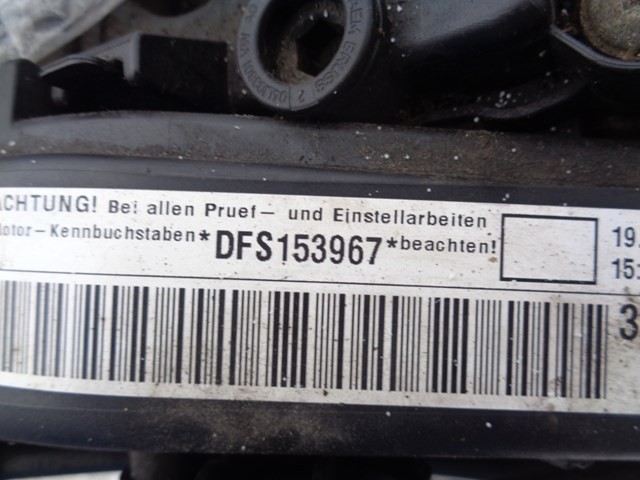 ACHTUNG! Bei allen Pruef- und Einstellarbeiten
Motor-Kennbuchstaben *DFS153967* beachten!
19.
15:
3